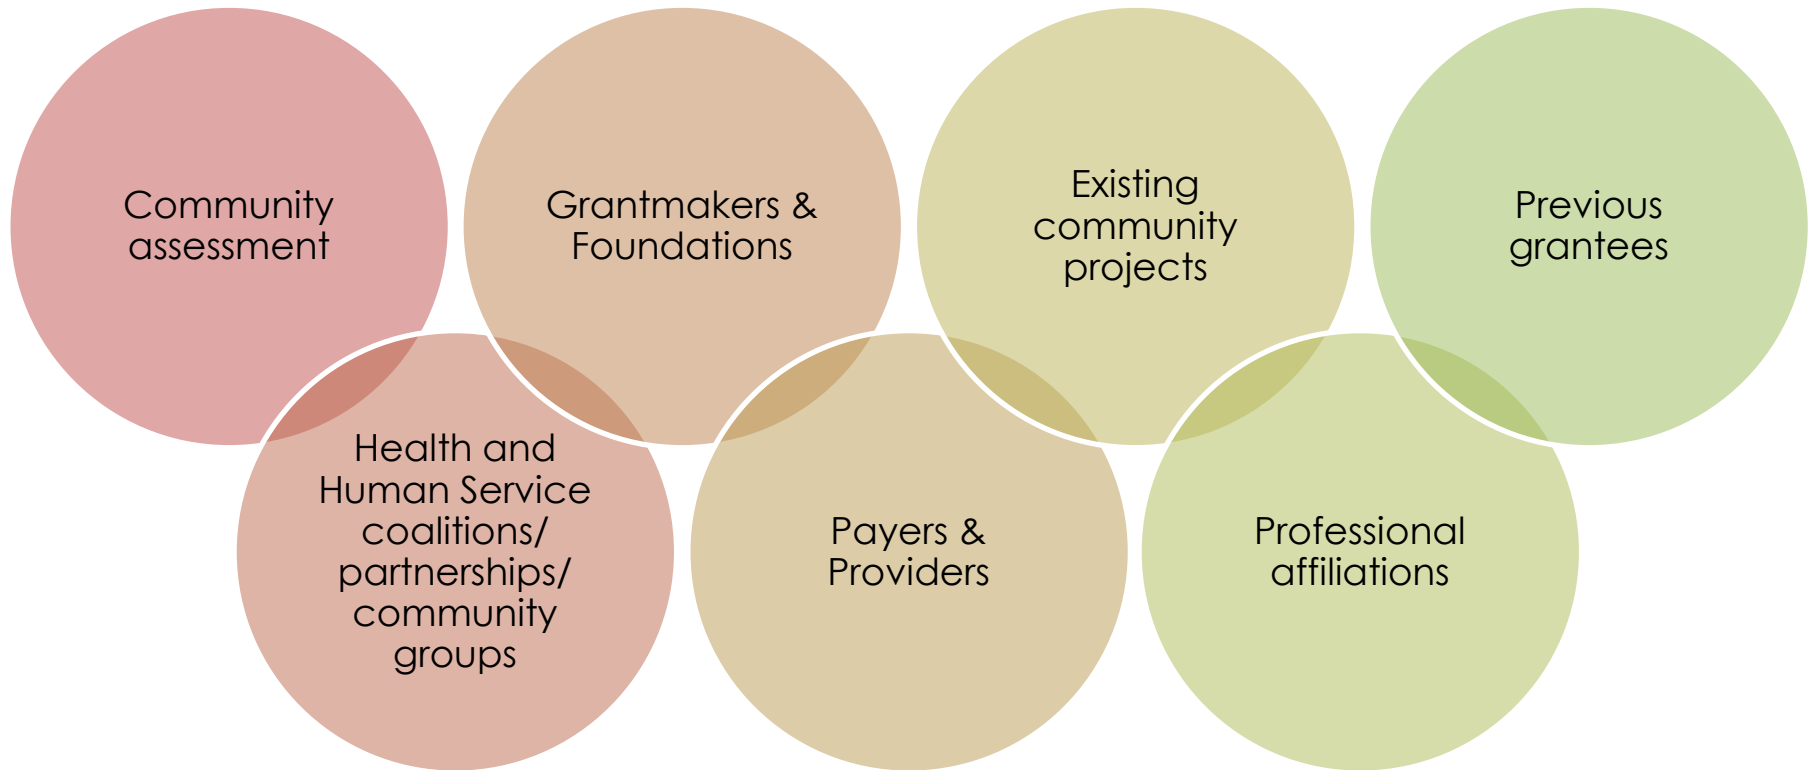 Community
assessment
Grantmakers &
Foundations
Existing
community
projects
Previous
grantees
Health and
Human Service
coalitions/
partnerships/
community
groups
Payers &
Providers
Professional
affiliations